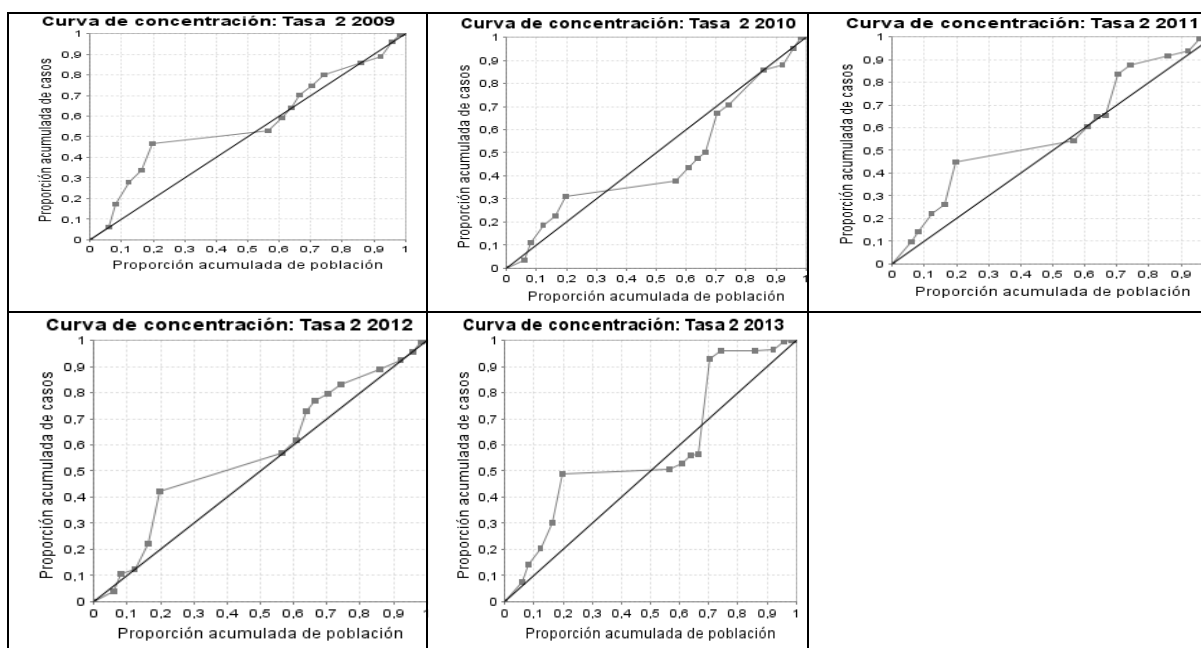 Curva de concentración: Tasa 2 2009
Proporción acumulada de casos
1
0,9
0,8
0,7
0,6
0,5
0,4
0,3
0,2
0,1
0
0 0,1 0,2 0,3 0,4 0,5 0,6 0,7 0,8 0,9 1
Proporción acumulada de población
Curva de concentración: Tasa 2 2010
Proporción acumulada de casos
1
0,9
0,8
0,7
0,6
0,5
0,4
0,3
0,2
0,1
0
0 0,1 0,2 0,3 0,4 0,5 0,6 0,7 0,8 0,9 1
Proporción acumulada de población
Curva de concentración: Tasa 2 2011
Proporción acumulada de casos
1
0,9
0,8
0,7
0,6
0,5
0,4
0,3
0,2
0,1
0
0 0,1 0,2 0,3 0,4 0,5 0,6 0,7 0,8 0,9
Proporción acumulada de población
Curva de concentración: Tasa 2 2012
Proporción acumulada de casos
1
0,9
0,8
0,7
0,6
0,5
0,4
0,3
0,2
0,1
0
0 0,1 0,2 0,3 0,4 0,5 0,6 0,7 0,8 0,9 1
Proporción acumulada de población
Curva de concentración: Tasa 2 2013
Proporción acumulada de casos
1
0,9
0,8
0,7
0,6
0,5
0,4
0,3
0,2
0,1
0
0 0,1 0,2 0,3 0,4 0,5 0,6 0,7 0,8 0,9 1
Proporción acumulada de población